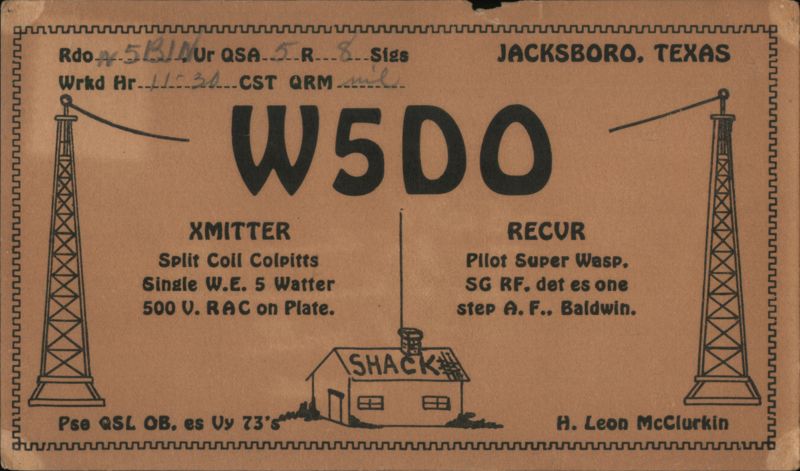 Rdo W5BIN Ur QSA 5 R 8 Sigs
JACKSBORO, TEXAS
Wrkd Hr 11-30 CST QRM nil
W5DO
XMITTER
Split Coil Colpitts
Single W.E. 5 Watter
500 V. RAC on Plate.
RECVR
Pilot Super Wasp.
SG RF. det es one
step A. F., Baldwin.
SHACK
Pse QSL OB. es Vy 73's
H. Leon McClurkin